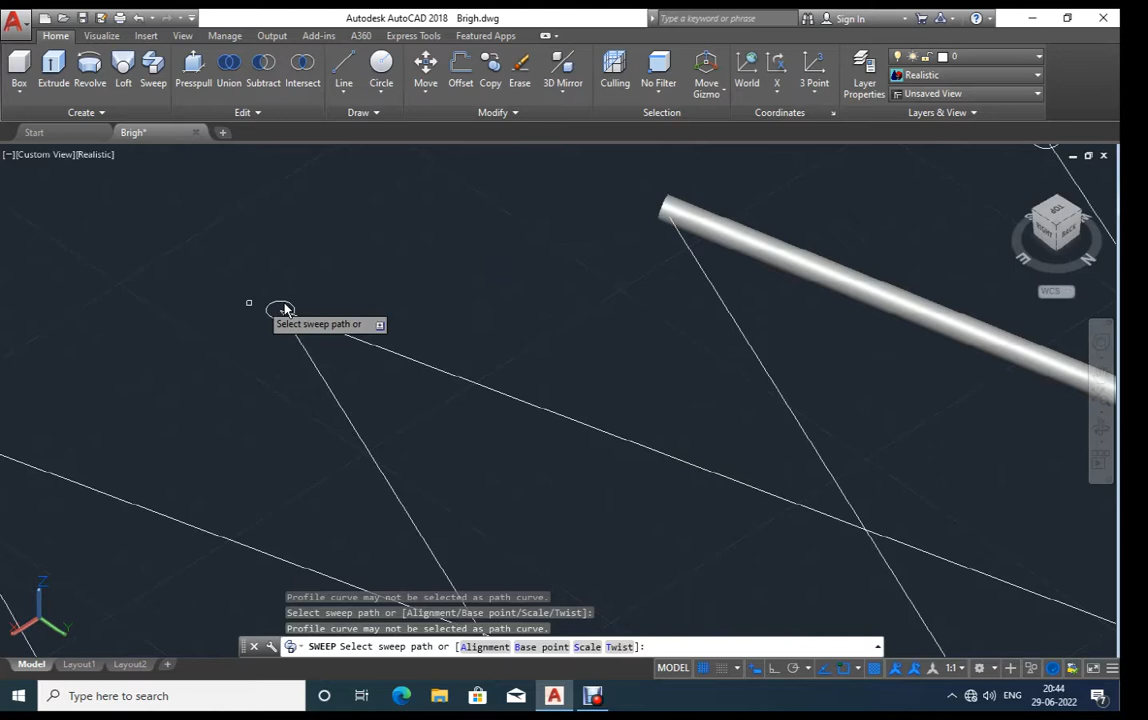 Autodesk AutoCAD 2018 Brigh.dwg
Type a keyword or phrase
Sign In
Home Visualize Insert View Manage Output Add-ins A360 Express Tools Featured Apps
Box Extrude Revolve Loft Sweep Presspull Union Subtract Intersect Line Circle Move Offset Copy Erase 3D Mirror Culling No Filter Move Gizmo World X 3 Point Layer Properties
0
Realistic
Unsaved View
Create Edit Draw Modify Selection Coordinates Layers & View
Start Brigh*
[−][Custom View][Realistic]
TOP
RIGHT BACK
E N
WCS
Select sweep path or
Z
X Y
Profile curve may not be selected as path curve.
Select sweep path or [Alignment/Base point/Scale/Twist]:
Profile curve may not be selected as path curve.
SWEEP Select sweep path or [Alignment Base point Scale Twist]:
Model Layout1 Layout2
MODEL 1:1
Type here to search
ENG
20:44
29-06-2022
7